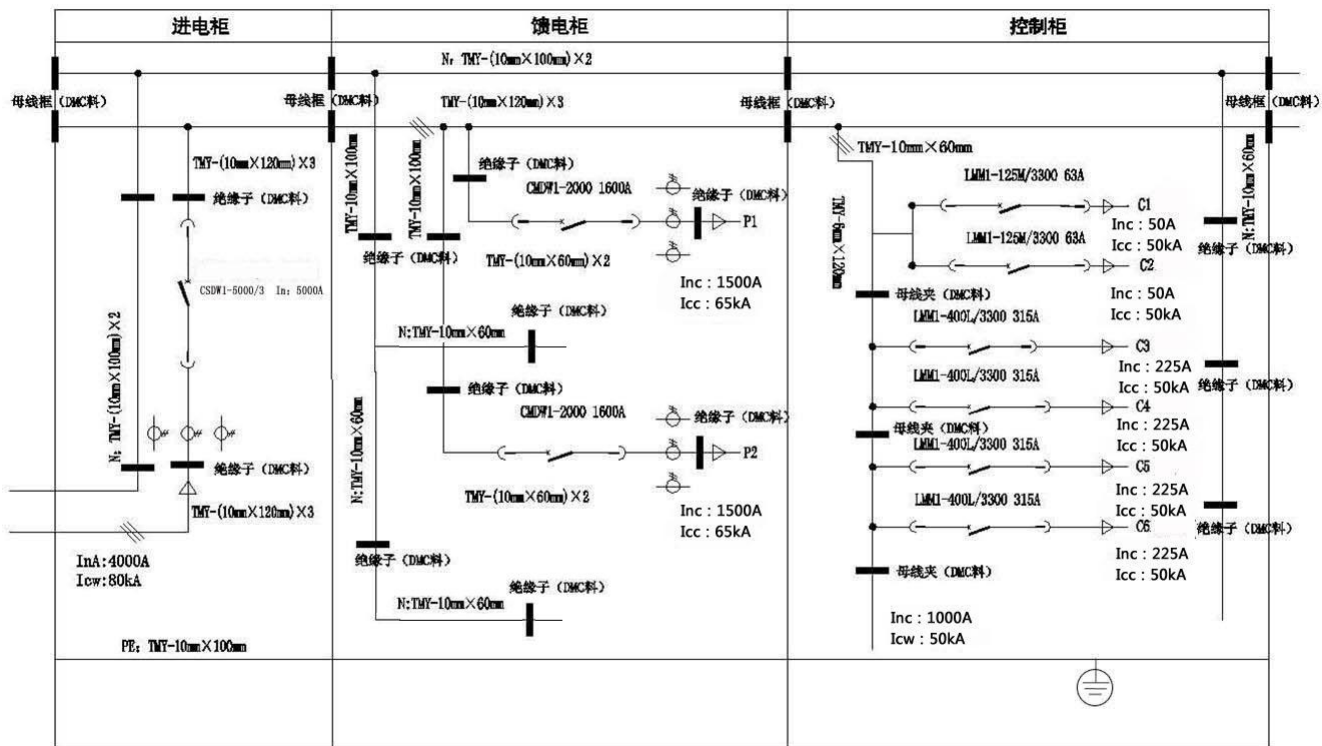 进电柜
馈电柜
控制柜
N: TMY-(10mm×100mm)×2
母线框(DMC料)
母线框(DMC料)
TMY-(10mm×120mm)×3
母线框(DMC料)
母线框(DMC料)
TMY-(10mm×120mm)×3
绝缘子(DMC料)
CSDW1-5000/3 In: 5000A
N: TMY-(10mm×100mm)×2
绝缘子(DMC料)
TMY-(10mm×120mm)×3
InA:4000A
Icw:80kA
PE: TMY-10mm×100mm
TMY-10mm×100mm
TMY-10mm×100mm
绝缘子(DMC料)
CMDW1-2000 1600A
绝缘子(DMC料)
P1
绝缘子(DMC料)
TMY-(10mm×60mm)×2
Inc : 1500A
Icc : 65kA
绝缘子(DMC料)
N:TMY-10mm×60mm
绝缘子(DMC料)
CMDW1-2000 1600A
绝缘子(DMC料)
P2
N:TMY-10mm×60mm
TMY-(10mm×60mm)×2
Inc : 1500A
Icc : 65kA
绝缘子(DMC料)
绝缘子(DMC料)
N:TMY-10mm×60mm
TMY-10mm×60mm
TMY-6mm×120mm
LMM1-125M/3300 63A
C1
Inc : 50A
Icc : 50kA
LMM1-125M/3300 63A
C2
Inc : 50A
Icc : 50kA
母线夹(DMC料)
LMM1-400L/3300 315A
C3
Inc : 225A
Icc : 50kA
LMM1-400L/3300 315A
C4
Inc : 225A
Icc : 50kA
母线夹(DMC料)
LMM1-400L/3300 315A
C5
Inc : 225A
Icc : 50kA
LMM1-400L/3300 315A
C6
Inc : 225A
Icc : 50kA
母线夹(DMC料)
Inc : 1000A
Icw : 50kA
N:TMY-10mm×60mm
绝缘子(DMC料)
绝缘子(DMC料)
绝缘子(DMC料)